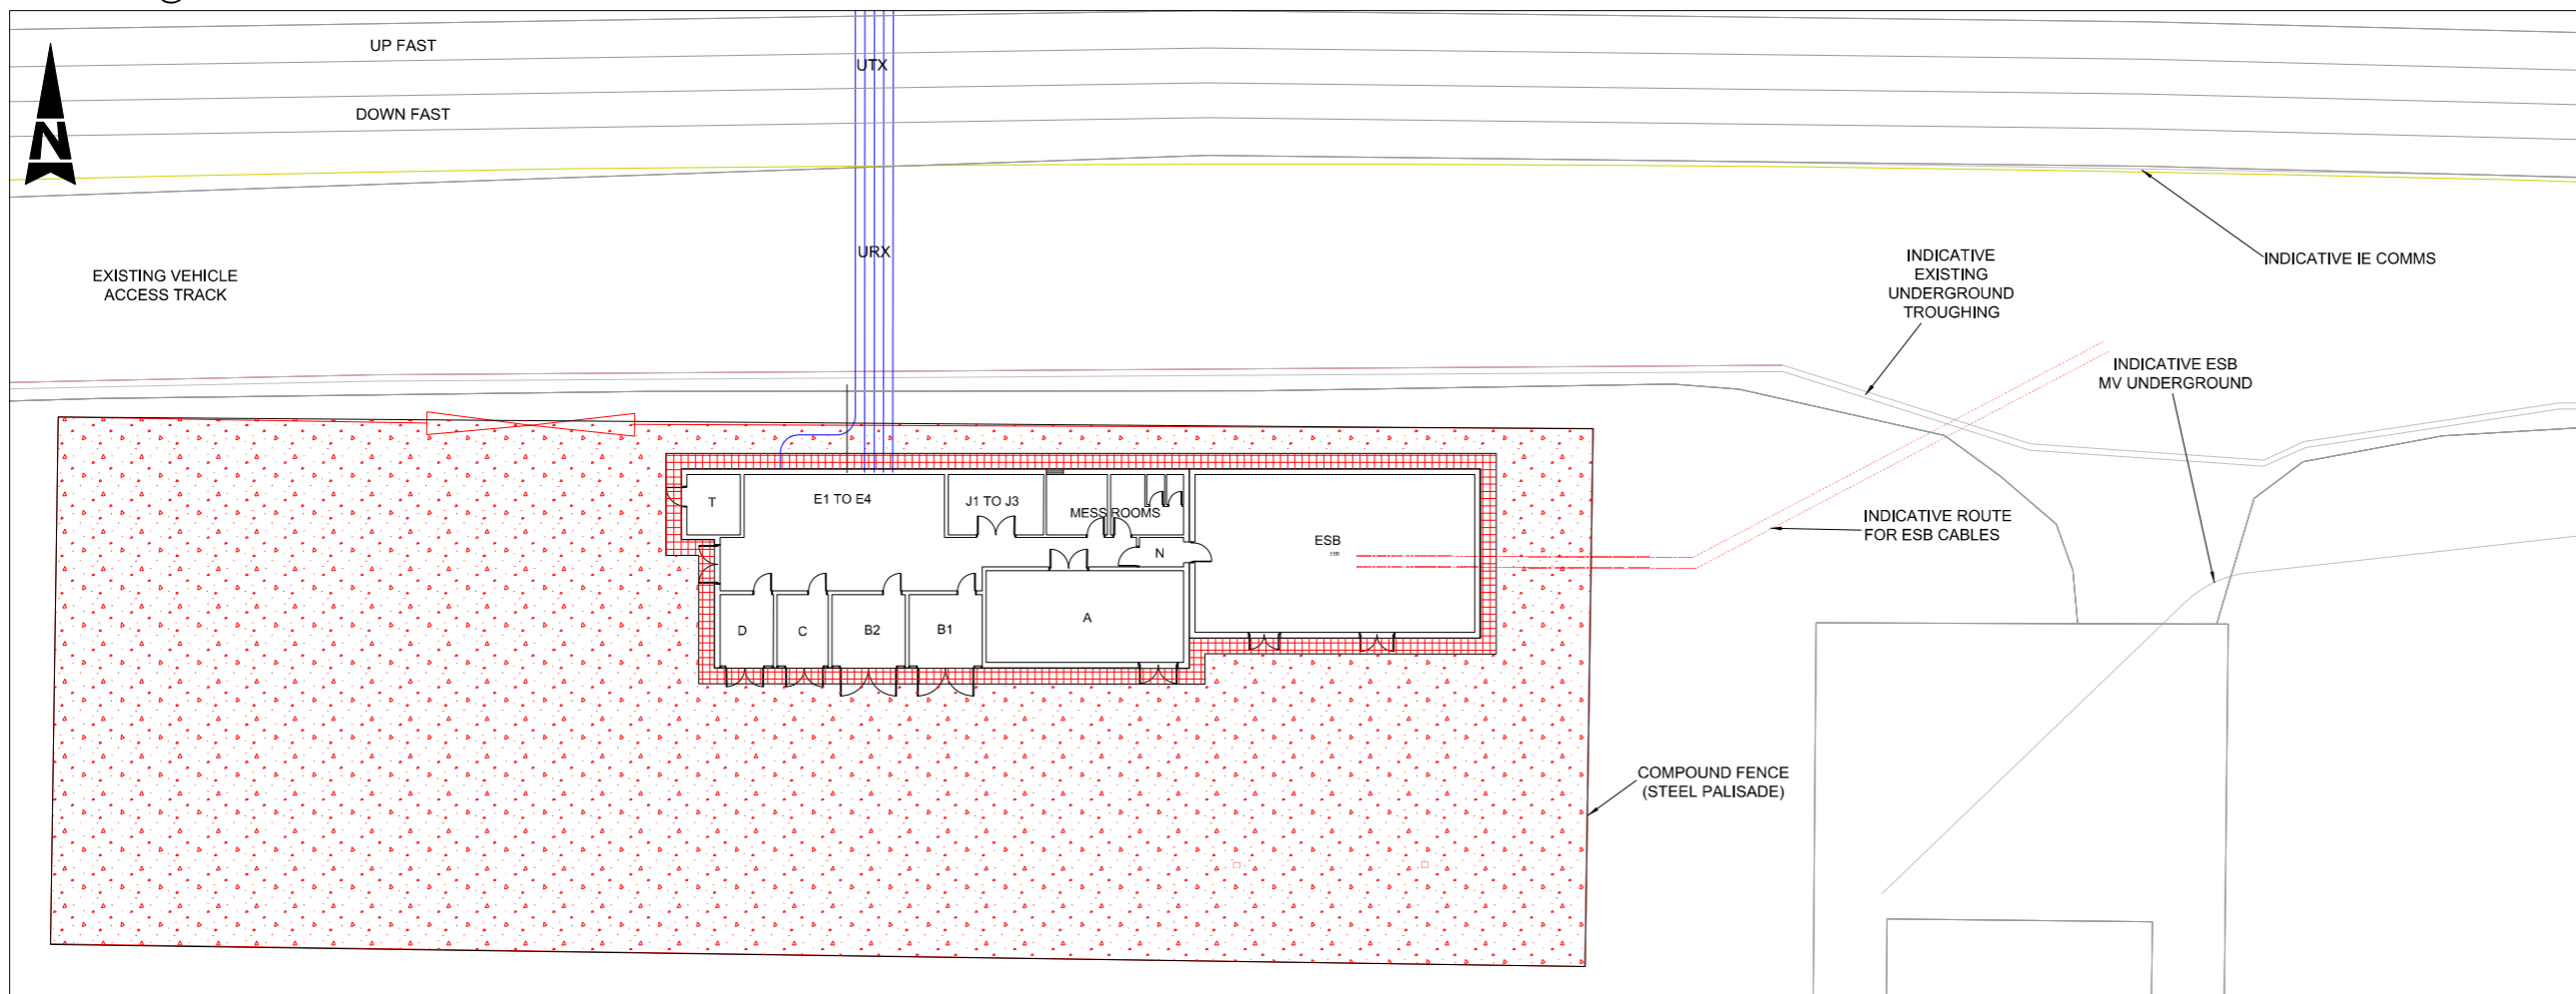 UP FAST
UTX
DOWN FAST
N
URX
EXISTING VEHICLE
ACCESS TRACK
INDICATIVE
EXISTING
UNDERGROUND
TROUGHING
INDICATIVE IE COMMS
INDICATIVE ESB
MV UNDERGROUND
T
E1 TO E4
J1 TO J3
MESS ROOMS
N
ESB
INDICATIVE ROUTE
FOR ESB CABLES
D
C
B2
B1
A
COMPOUND FENCE
(STEEL PALISADE)